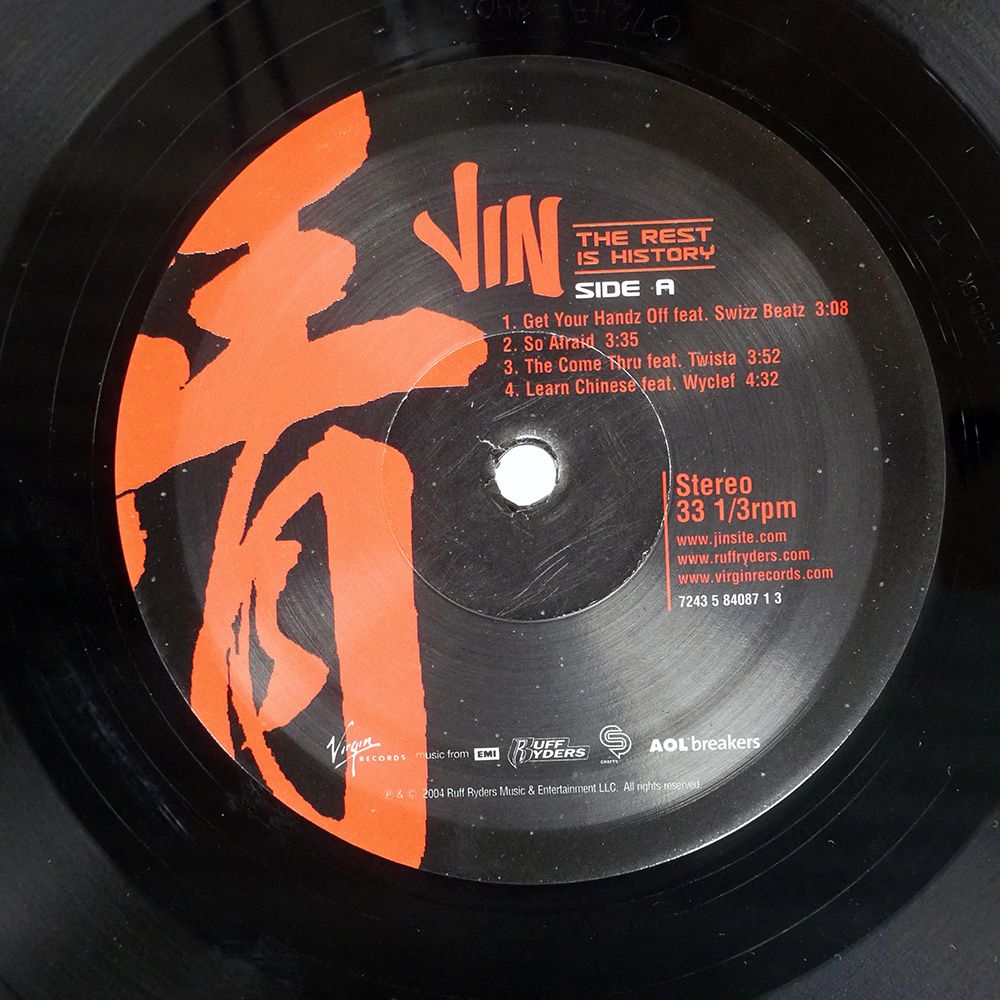 JIN
THE REST
IS HISTORY
SIDE A
1. Get Your Handz Off feat. Swizz Beatz 3:08
2. So Afraid 3:35
3. The Come Thru feat. Twista 3:52
4. Learn Chinese feat. Wyclef 4:32
Stereo
33 1/3rpm
www.jinsite.com
www.ruffryders.com
www.virginrecords.com
7243 5 84087 1 3
Virgin RECORDS music from EMI RUFF RYDERS CRAFTY AOL breakers
℗ & © 2004 Ruff Ryders Music & Entertainment LLC. All rights reserved.